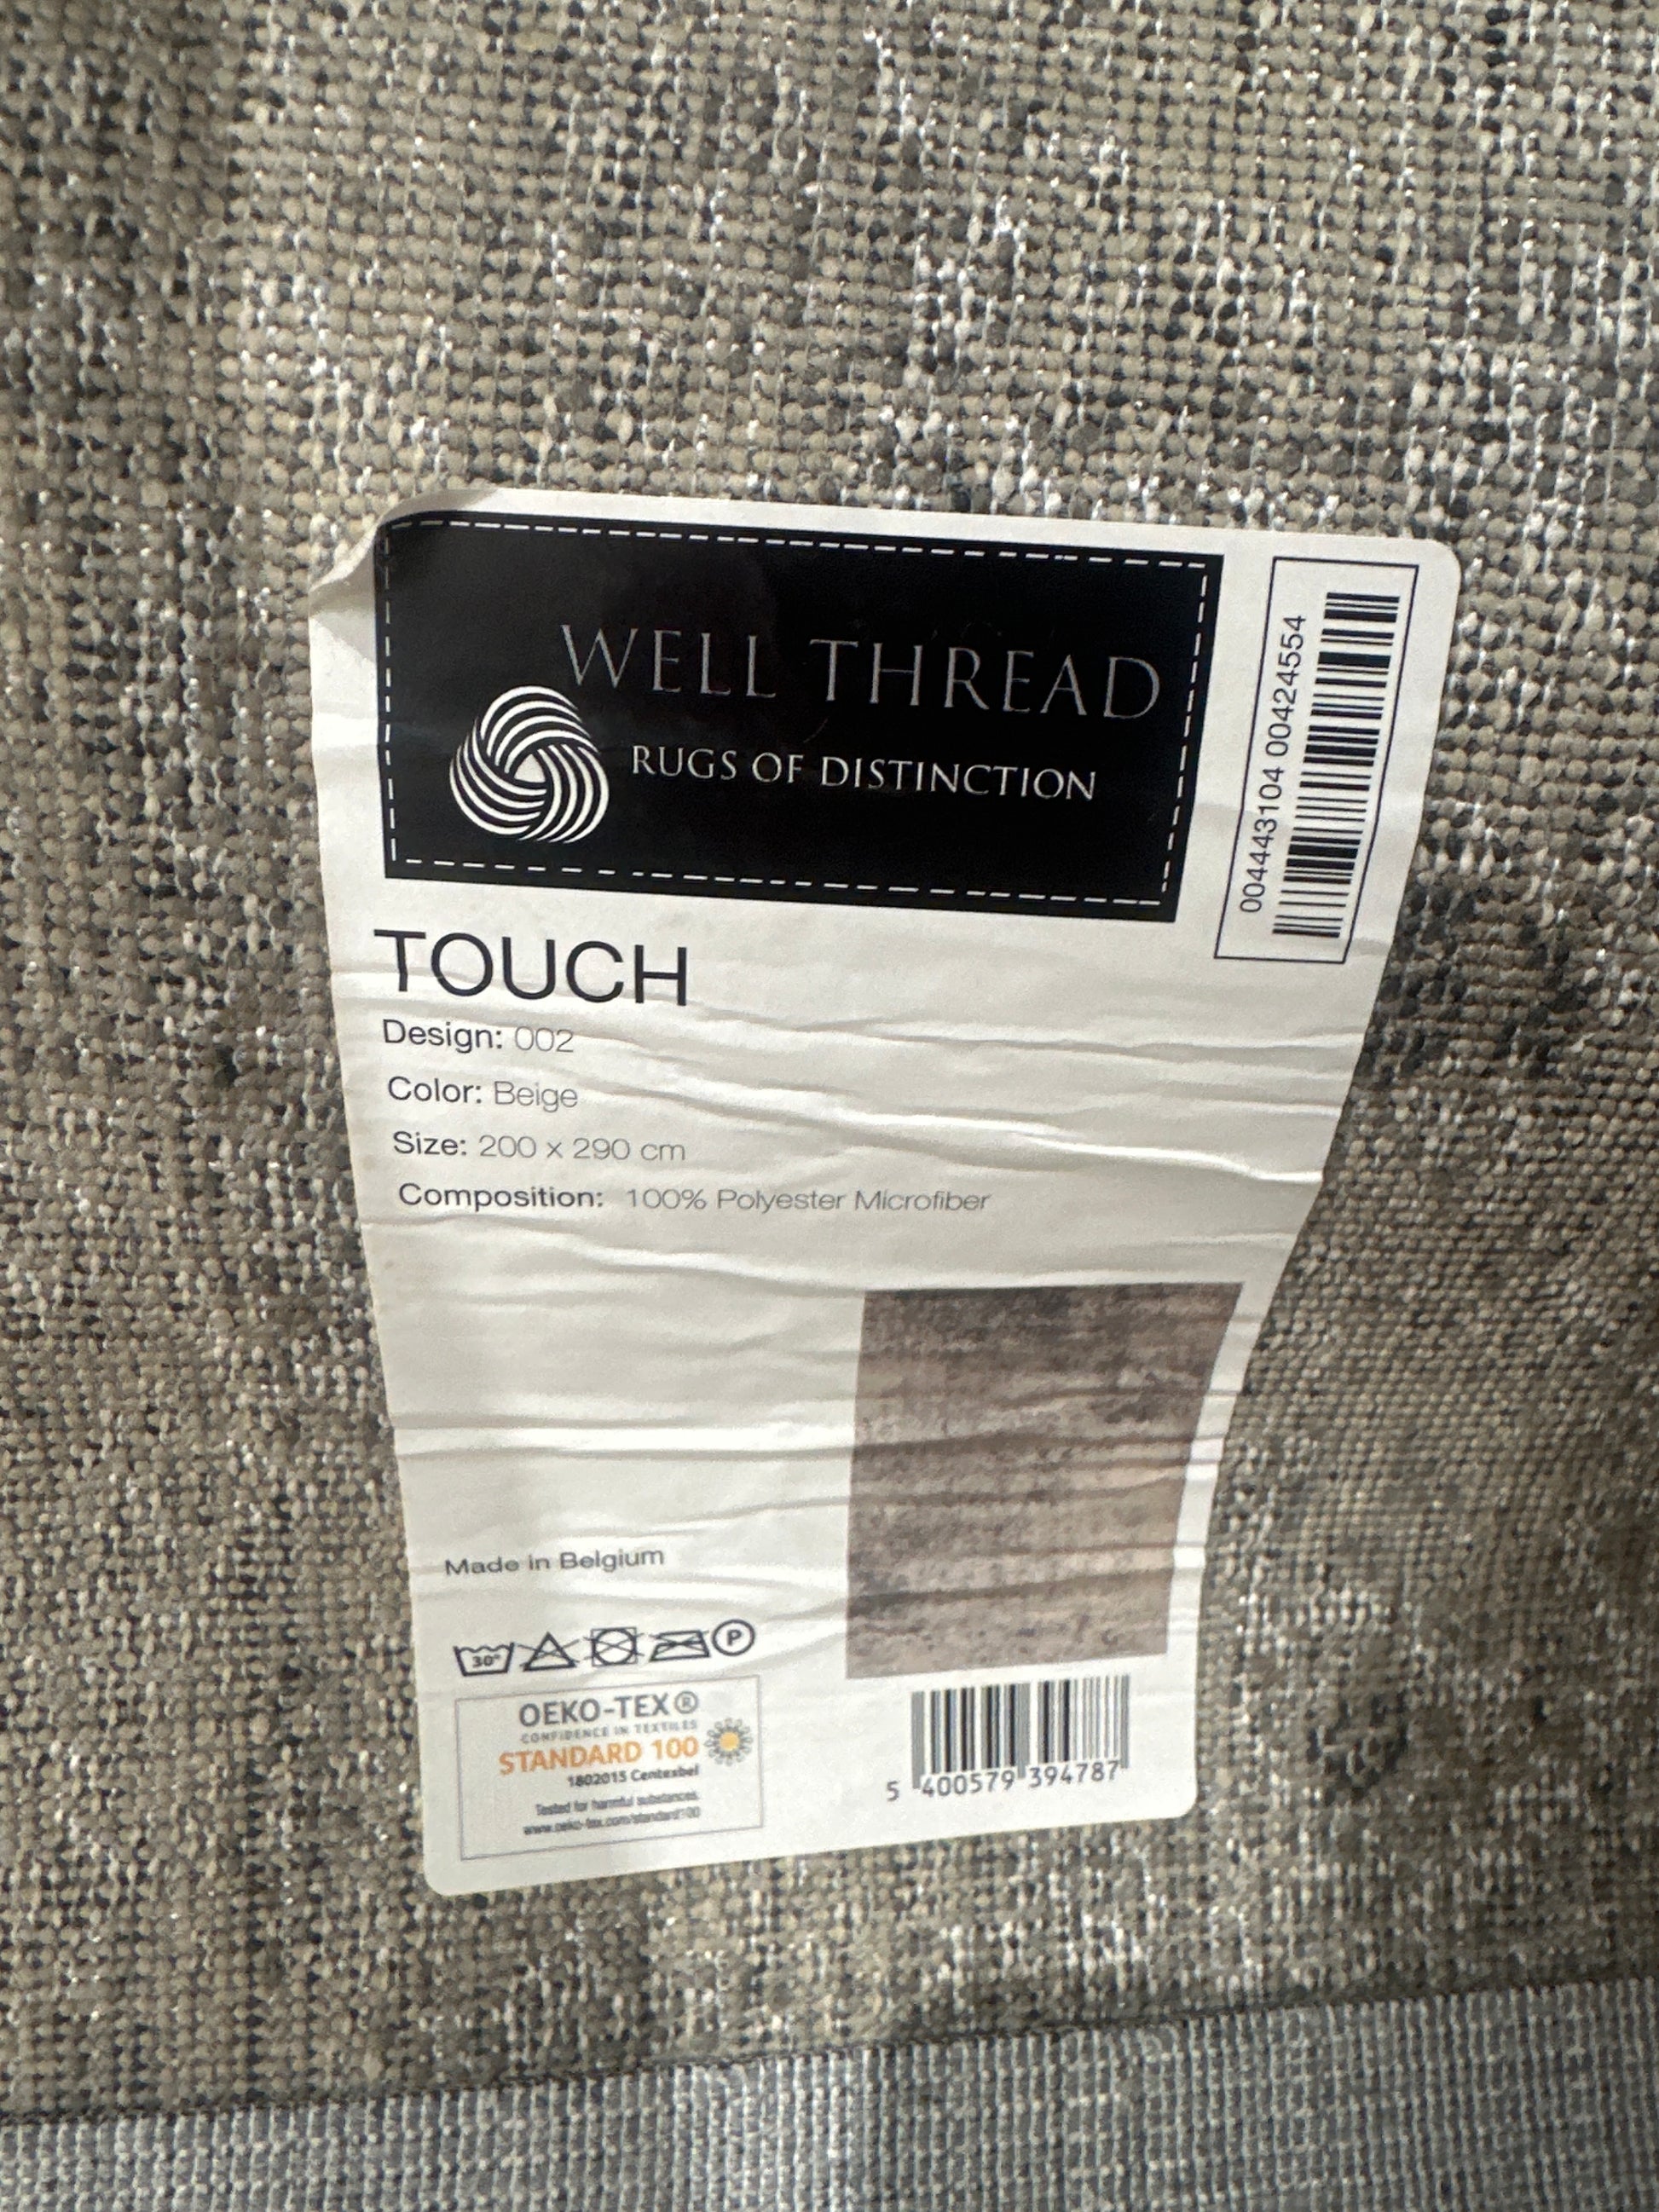 WELL THREAD
RUGS OF DISTINCTION
004443104 00424554
TOUCH
Design: 002
Color: Beige
Size: 200 x 290 cm
Composition: 100% Polyester Microfiber
Made in Belgium
30° P
OEKO-TEX®
CONFIDENCE IN TEXTILES
STANDARD 100
1802015 Centexbel
Tested for harmful substances.
www.oeko-tex.com/standard100
5 400579 394787